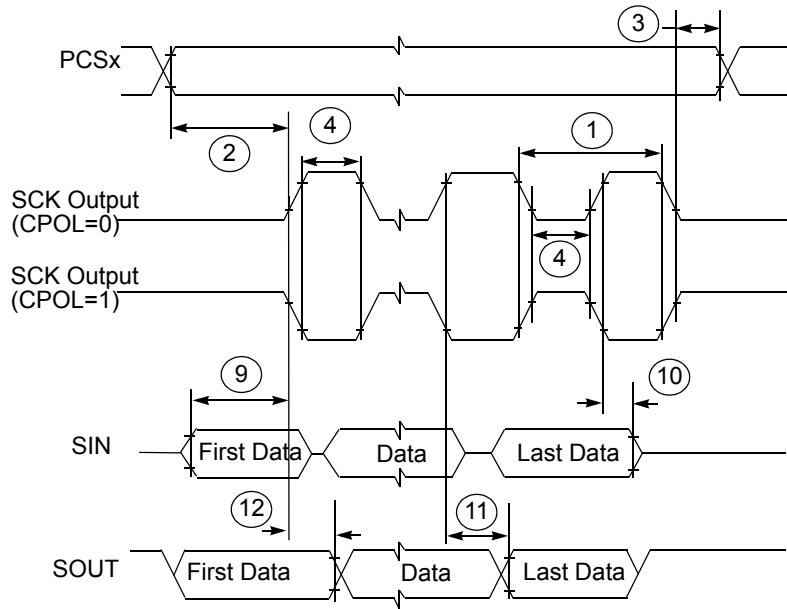 3
PCSx
2
4
1
SCK Output
(CPOL=0)
4
SCK Output
(CPOL=1)
9
10
SIN
First Data
Data
Last Data
12
11
SOUT
First Data
Data
Last Data